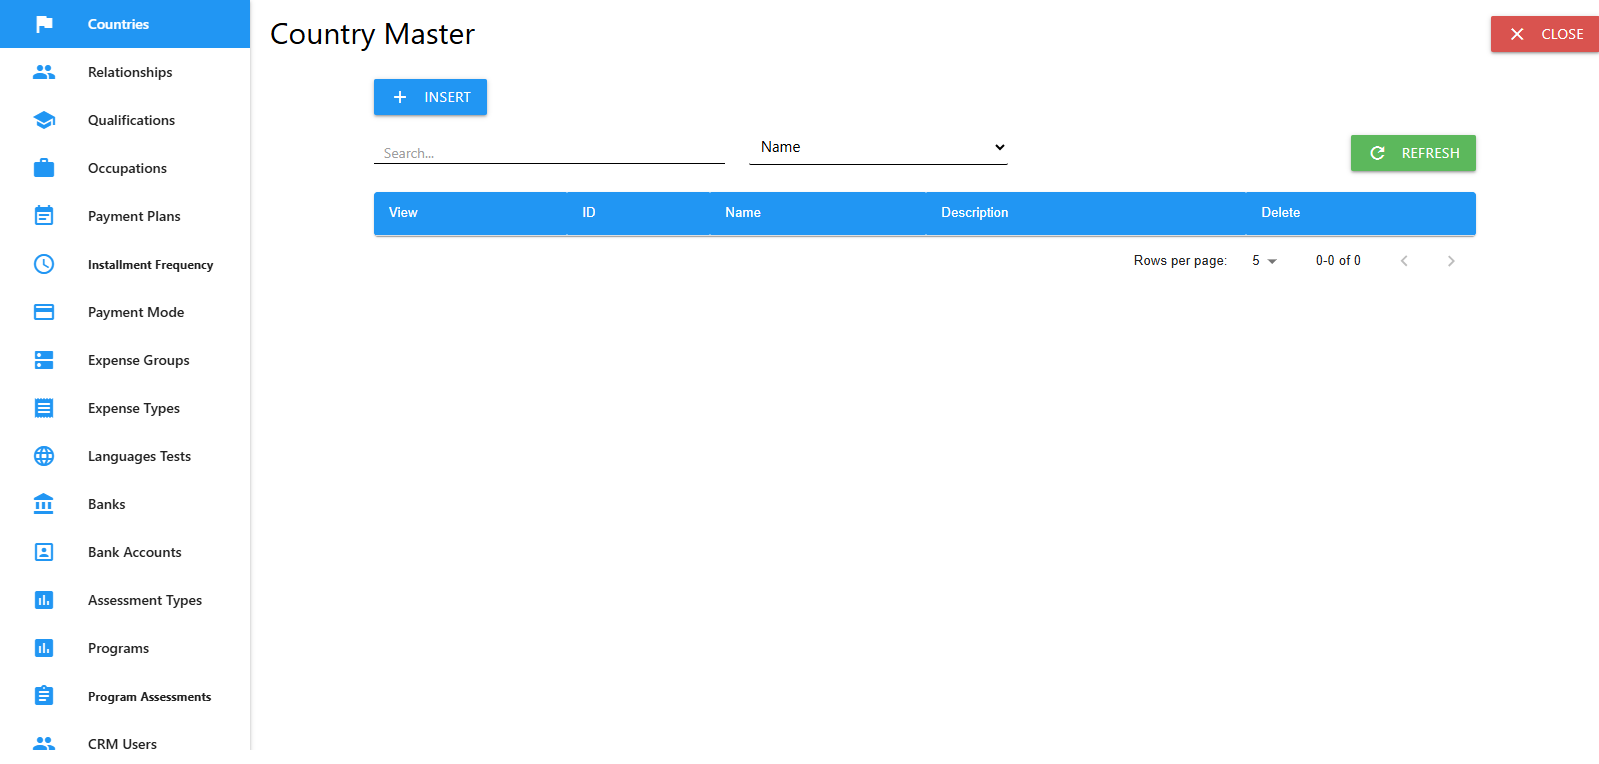 Countries
Relationships
Qualifications
Occupations
Payment Plans
Installment Frequency
Payment Mode
Expense Groups
Expense Types
Languages Tests
Banks
Bank Accounts
Assessment Types
Programs
Program Assessments
CRM Users
Country Master
CLOSE
INSERT
Search...
Name
REFRESH
View ID Name Description Delete
Rows per page: 5 0-0 of 0